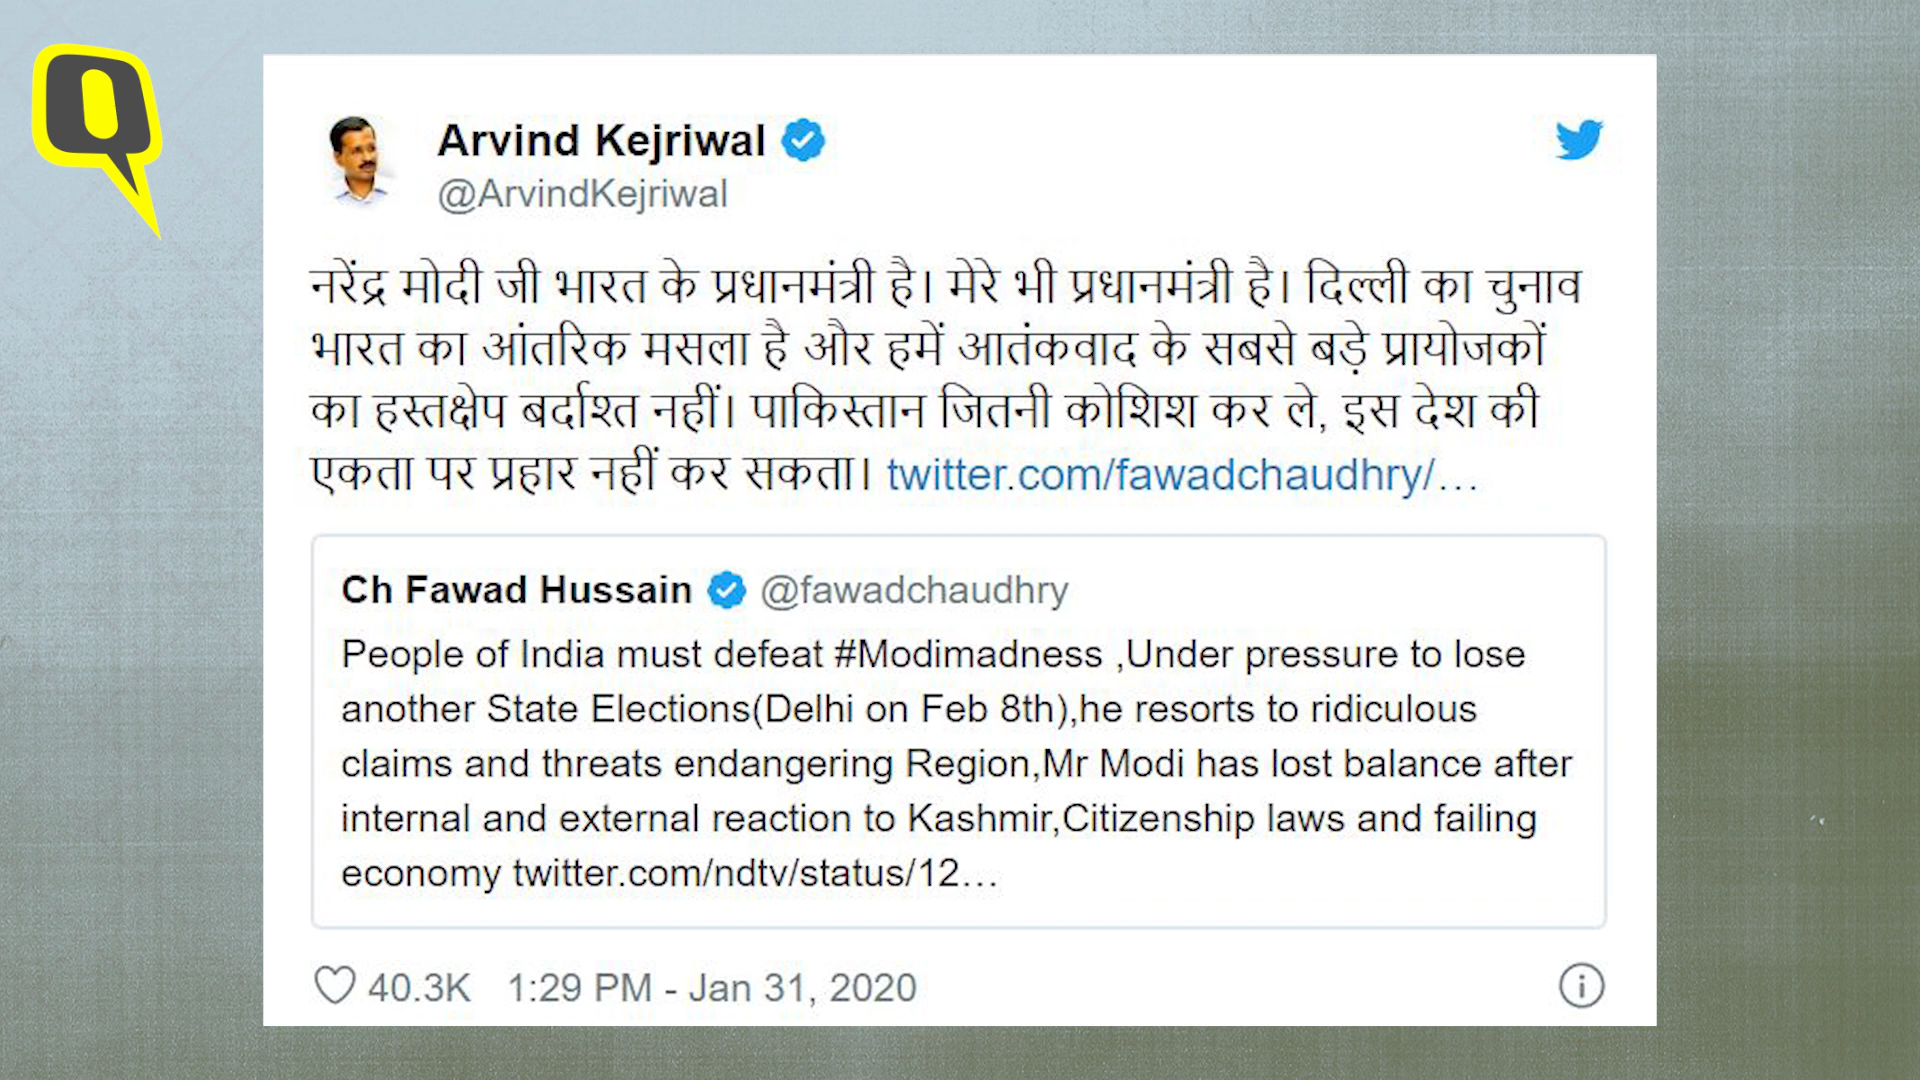 Q
Arvind Kejriwal
@ArvindKejriwal
नरेंद्र मोदी जी भारत के प्रधानमंत्री है। मेरे भी प्रधानमंत्री है। दिल्ली का चुनाव
भारत का आंतरिक मसला है और हमें आतंकवाद के सबसे बड़े प्रायोजकों
का हस्तक्षेप बर्दाश्त नहीं। पाकिस्तान जितनी कोशिश कर ले, इस देश की
एकता पर प्रहार नहीं कर सकता। twitter.com/fawadchaudhry/…
Ch Fawad Hussain @fawadchaudhry
People of India must defeat #Modimadness ,Under pressure to lose
another State Elections(Delhi on Feb 8th),he resorts to ridiculous
claims and threats endangering Region,Mr Modi has lost balance after
internal and external reaction to Kashmir,Citizenship laws and failing
economy twitter.com/ndtv/status/12…
40.3K 1:29 PM - Jan 31, 2020